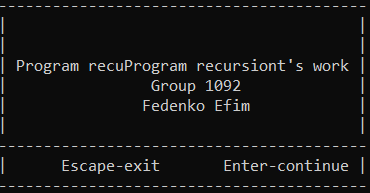 Program recuProgram recursiont's work
Group 1092
Fedenko Efim
Escape-exit Enter-continue